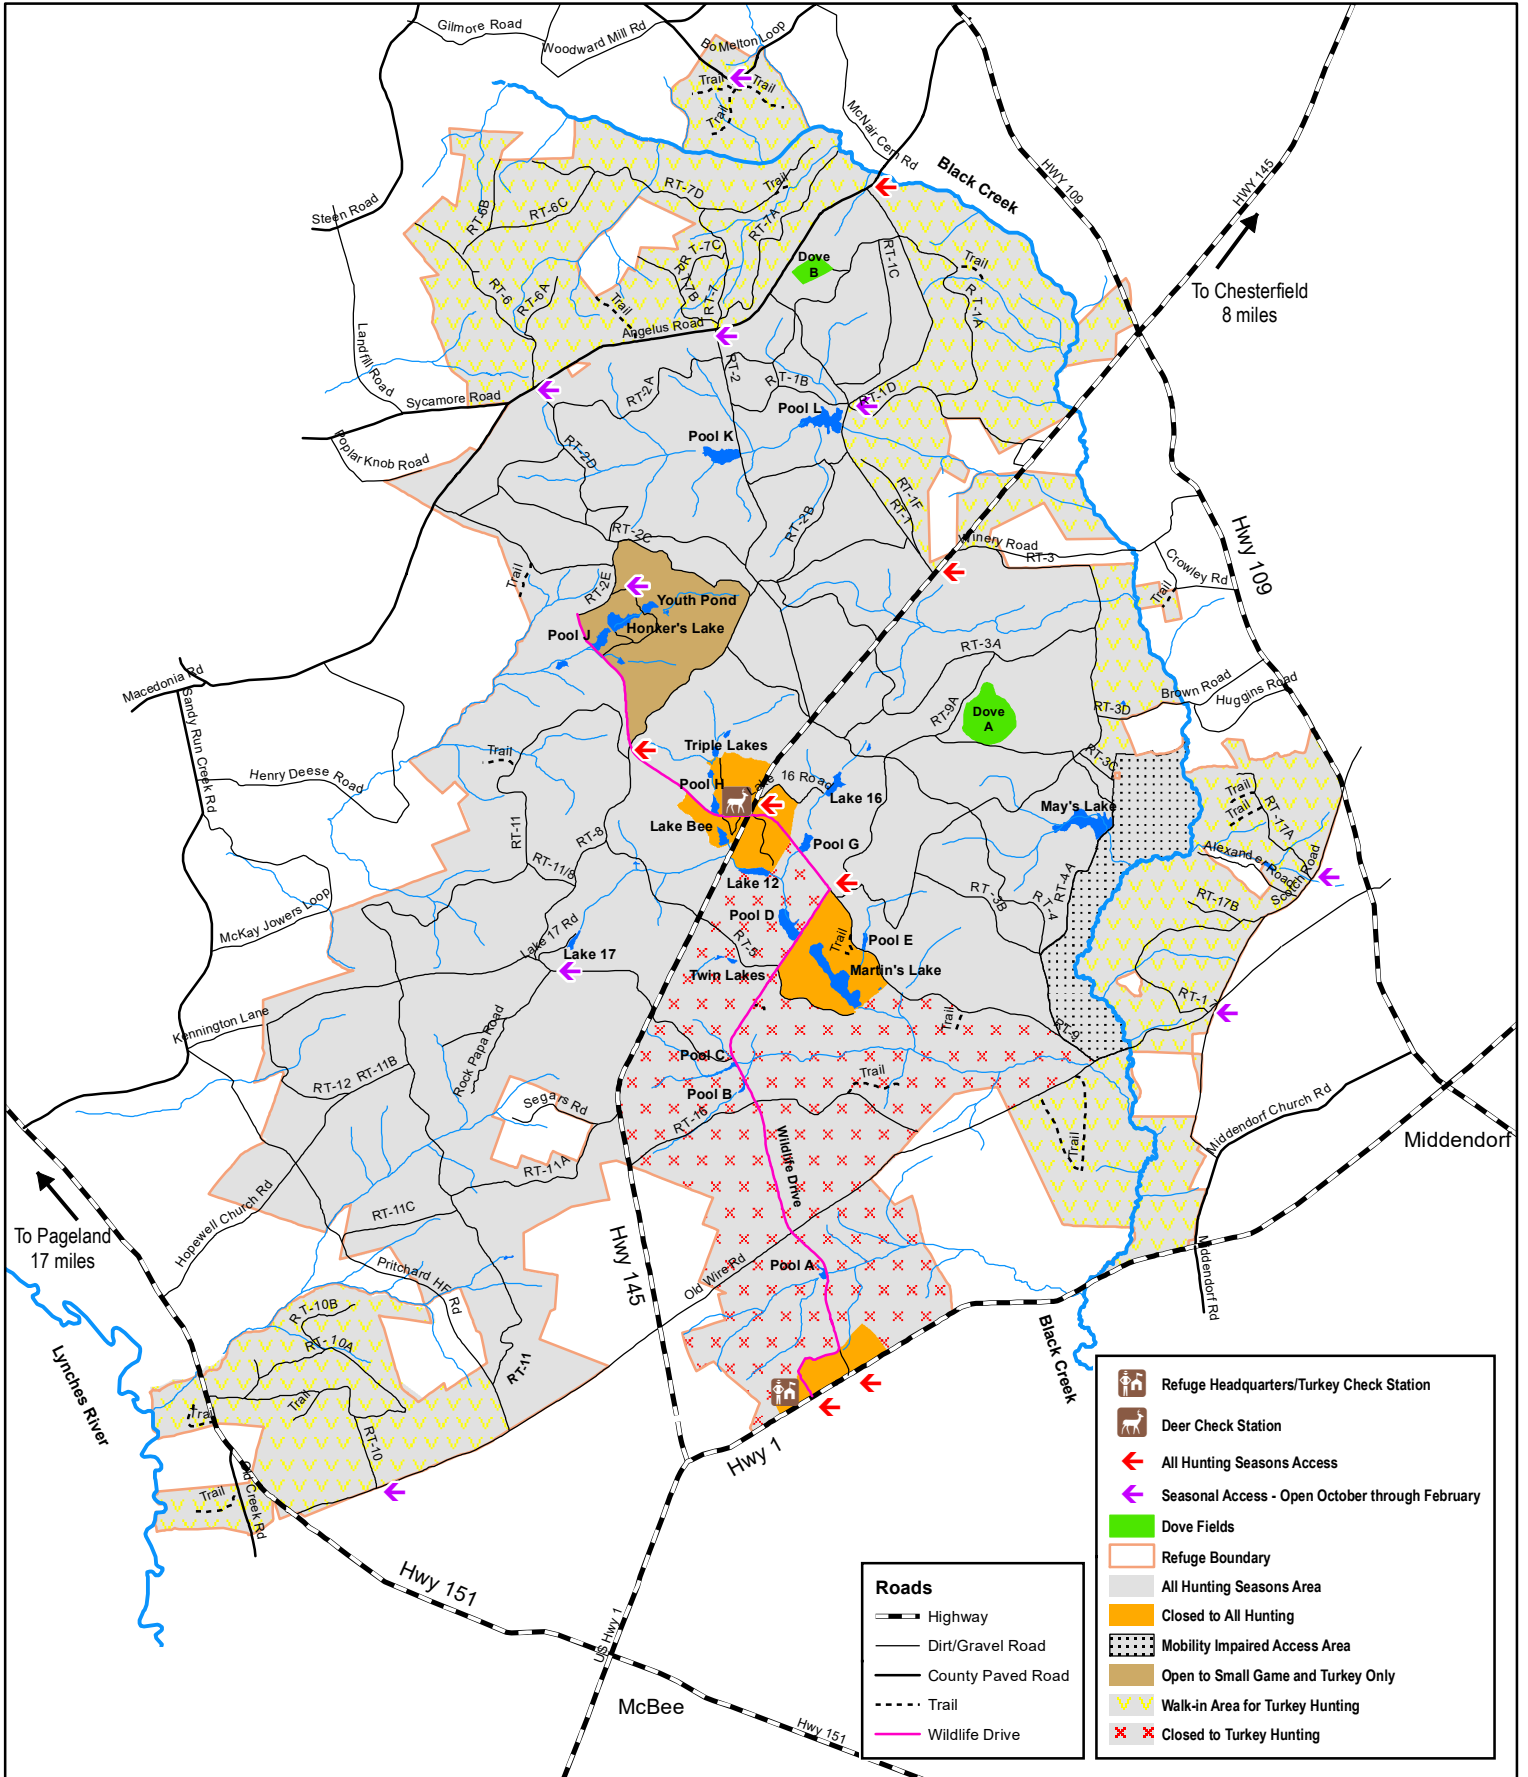 Gilmore Road
Woodward Mill Rd
Bo Melton Loop
Trail
Trail
Trail
McNair Cem Rd
Black Creek
HWY 109
HWY 145
To Chesterfield
8 miles
Steen Road
RT-6B
RT-6C
RT-7D
Trail
RT-7A
RT-7C
RT-7B
RT-7
RT-6
RT-6A
Trail
Dove
B
RT-1C
Trail
RT-1A
Angelus Road
Landfill Road
Sycamore Road
Poplar Knob Road
RT-2A
RT-2
RT-1B
RT-1D
Pool L
Pool K
RT-2D
RT-2B
RT-1F
RT-1
RT-2C
Winery Road
RT-3
Crowley Rd
Trail
Hwy 109
Trail
RT-2E
Youth Pond
Honker's Lake
Pool J
RT-3A
RT-9A
Dove
A
RT-3D
Brown Road
Huggins Road
Macedonia Rd
Sandy Run Creek Rd
Henry Deese Road
Trail
Triple Lakes
Pool H
Lake 16 Road
Lake 16
Lake Bee
Pool G
Lake 12
RT-3C
May's Lake
Trail
Trail
RT-17A
Alexander Road
Scotch Road
RT-17B
RT-11
RT-8
RT-11/8
McKay Jowers Loop
Lake 17 Rd
Lake 17
RT-5
Pool D
Twin Lakes
Trail
Pool E
Martin's Lake
RT-3B
RT-4
RT-4A
RT-17
Trail
RT-9
Kennington Lane
RT-12
RT-11B
Rock Papa Road
Segars Rd
Pool C
Pool B
RT-16
Trail
Trail
Middendorf Church Rd
Middendorf
RT-11A
RT-11C
Hopewell Church Rd
To Pageland
17 miles
Wildlife Drive
Hwy 145
Old Wire Rd
Pool A
Middendorf Rd
Pritchard HF Rd
RT-10B
RT-10A
Trail
Trail
RT-10
RT-11
Lynches River
Trail
Old Creek Rd
Black Creek
Hwy 1
Hwy 151
US Hwy 1
McBee
Hwy 151
Roads
Highway
Dirt/Gravel Road
County Paved Road
Trail
Wildlife Drive
Refuge Headquarters/Turkey Check Station
Deer Check Station
All Hunting Seasons Access
Seasonal Access - Open October through February
Dove Fields
Refuge Boundary
All Hunting Seasons Area
Closed to All Hunting
Mobility Impaired Access Area
Open to Small Game and Turkey Only
Walk-in Area for Turkey Hunting
Closed to Turkey Hunting